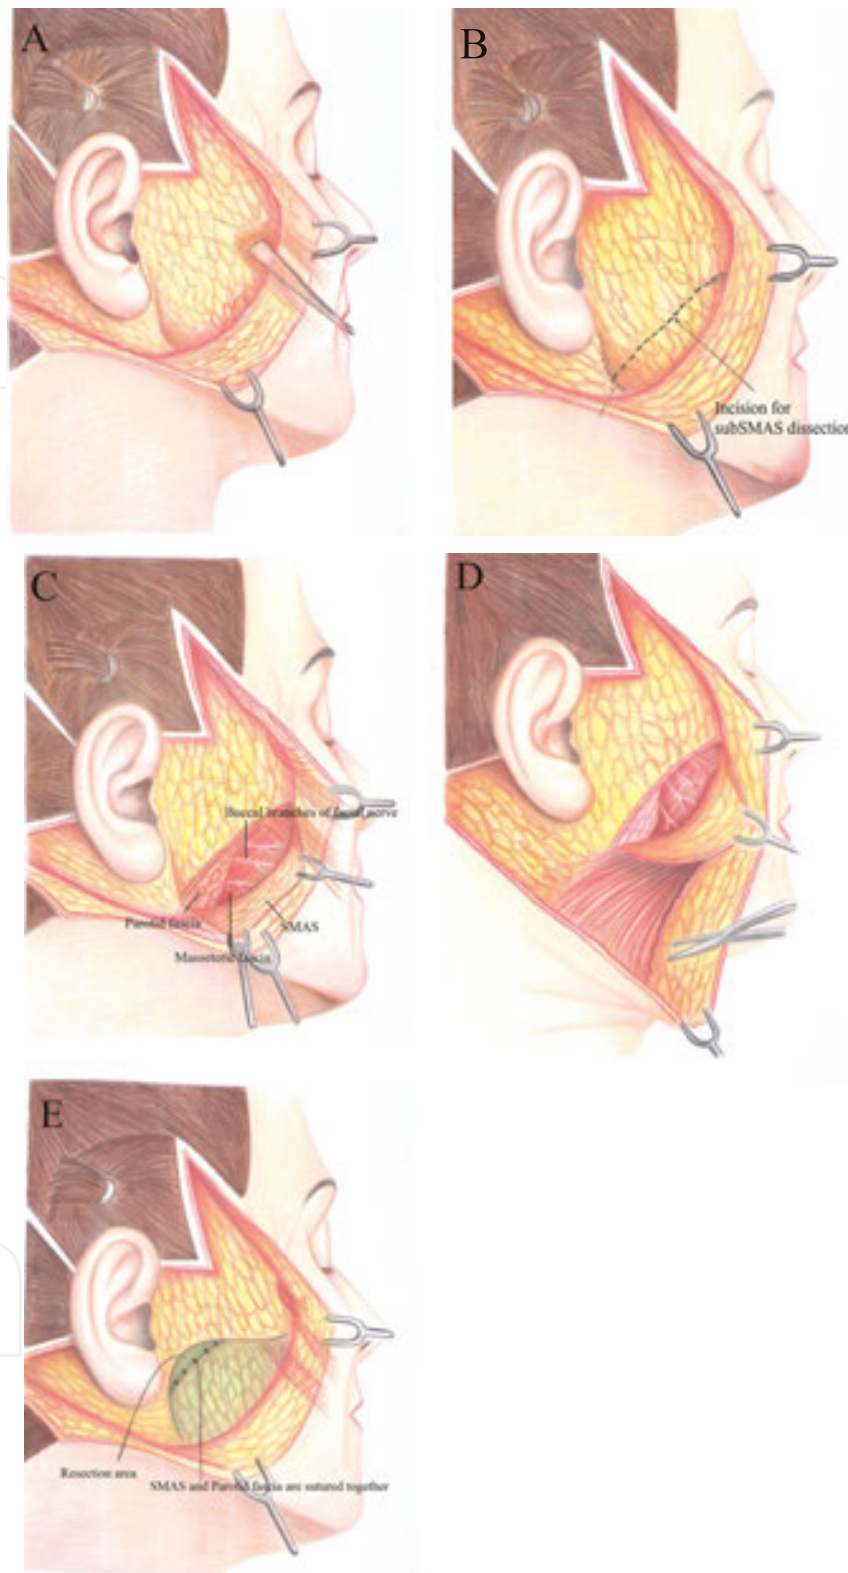 A
B
Incision for
subSMAS dissection
C
Buccal branches of facial nerve
Parotid fascia
SMAS
Masseteric fascia
D
E
Resection area
SMAS and Parotid fascia are sutured together